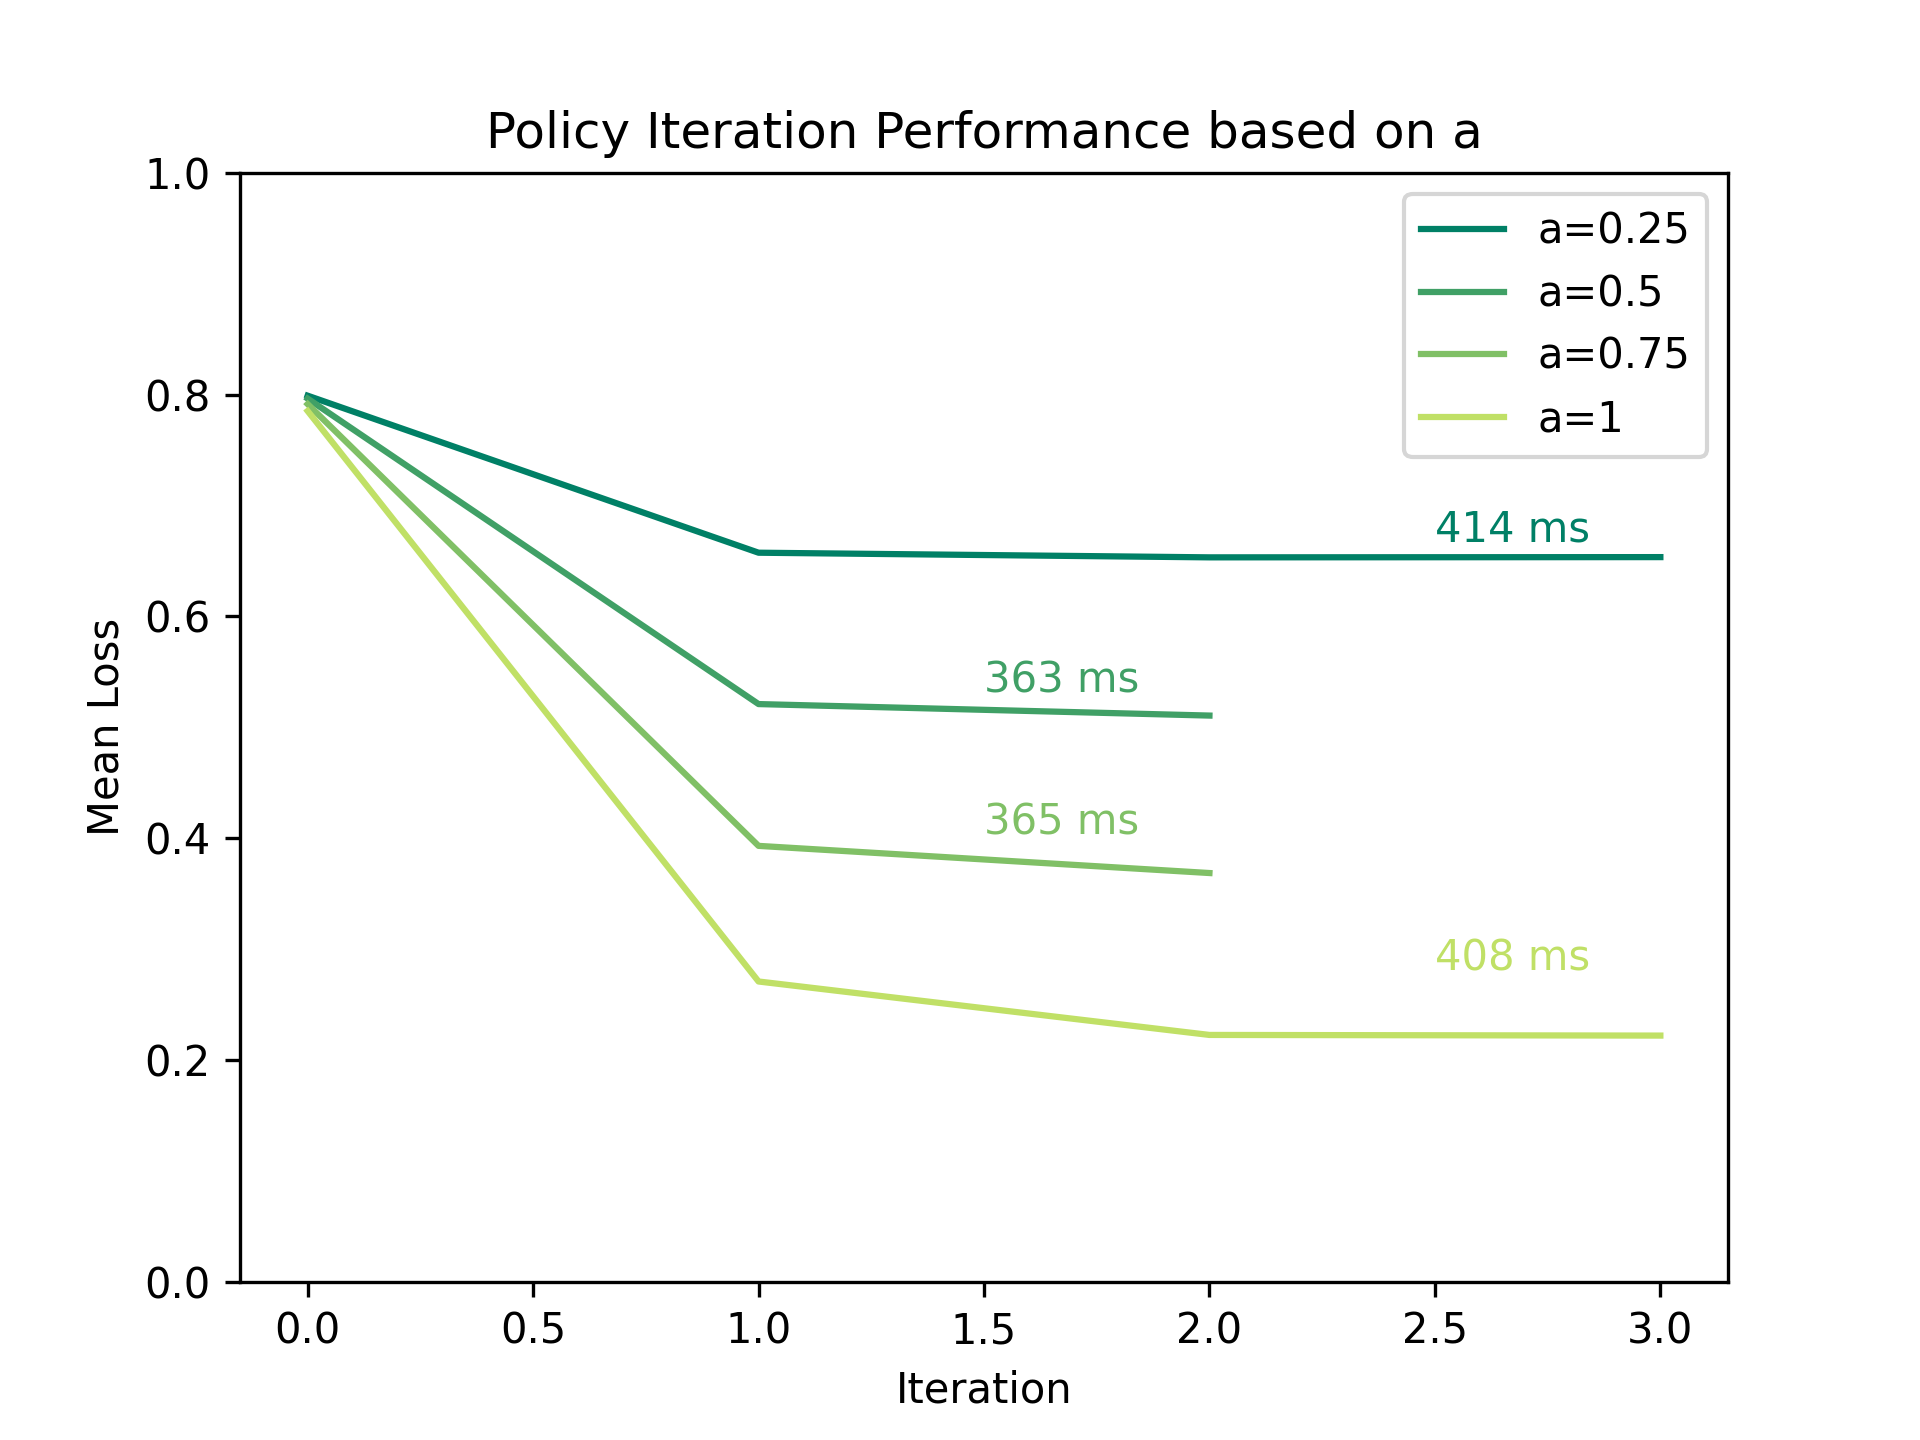 Policy Iteration Performance based on a
1.0
0.8
0.6
0.4
0.2
0.0
Mean Loss
a=0.25
a=0.5
a=0.75
a=1
414 ms
363 ms
365 ms
408 ms
0.0 0.5 1.0 1.5 2.0 2.5 3.0
Iteration